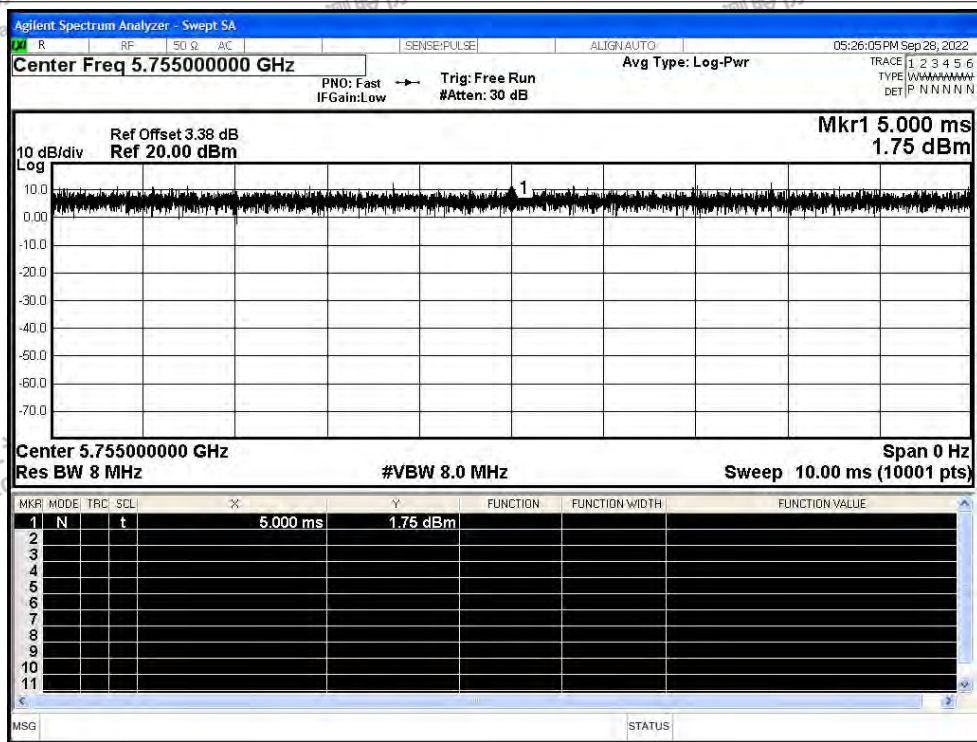 Agilent Spectrum Analyzer - Swept SA
LXI R RF 50 Ω AC SENSE:PULSE ALIGN AUTO 05:26:05 PM Sep 28, 2022
Center Freq 5.755000000 GHz Avg Type: Log-Pwr TRACE 1 2 3 4 5 6
PNO: Fast Trig: Free Run TYPE WWWWWW
IFGain:Low #Atten: 30 dB DET P N N N N N
Mkr1 5.000 ms
Ref Offset 3.38 dB
10 dB/div Ref 20.00 dBm 1.75 dBm
Log
10.0
1
0.00
-10.0
-20.0
-30.0
-40.0
-50.0
-60.0
-70.0
Center 5.755000000 GHz Span 0 Hz
Res BW 8 MHz #VBW 8.0 MHz Sweep 10.00 ms (10001 pts)
MKR MODE TRC SCL X Y FUNCTION FUNCTION WIDTH FUNCTION VALUE
1 N t 5.000 ms 1.75 dBm
2
3
4
5
6
7
8
9
10
11
MSG STATUS